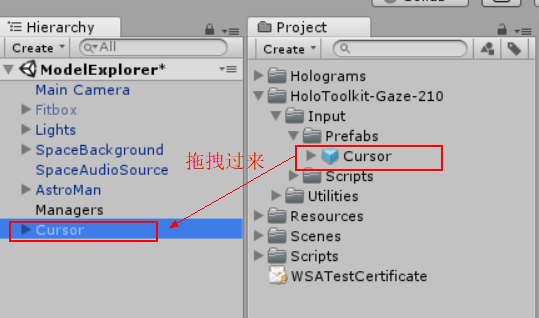 Hierarchy
Create
All
ModelExplorer*
Main Camera
Fitbox
Lights
SpaceBackground
SpaceAudioSource
AstroMan
Managers
Cursor
拖拽过来
Project
Create
Holograms
HoloToolkit-Gaze-210
Input
Prefabs
Cursor
Scripts
Utilities
Resources
Scenes
Scripts
WSATestCertificate